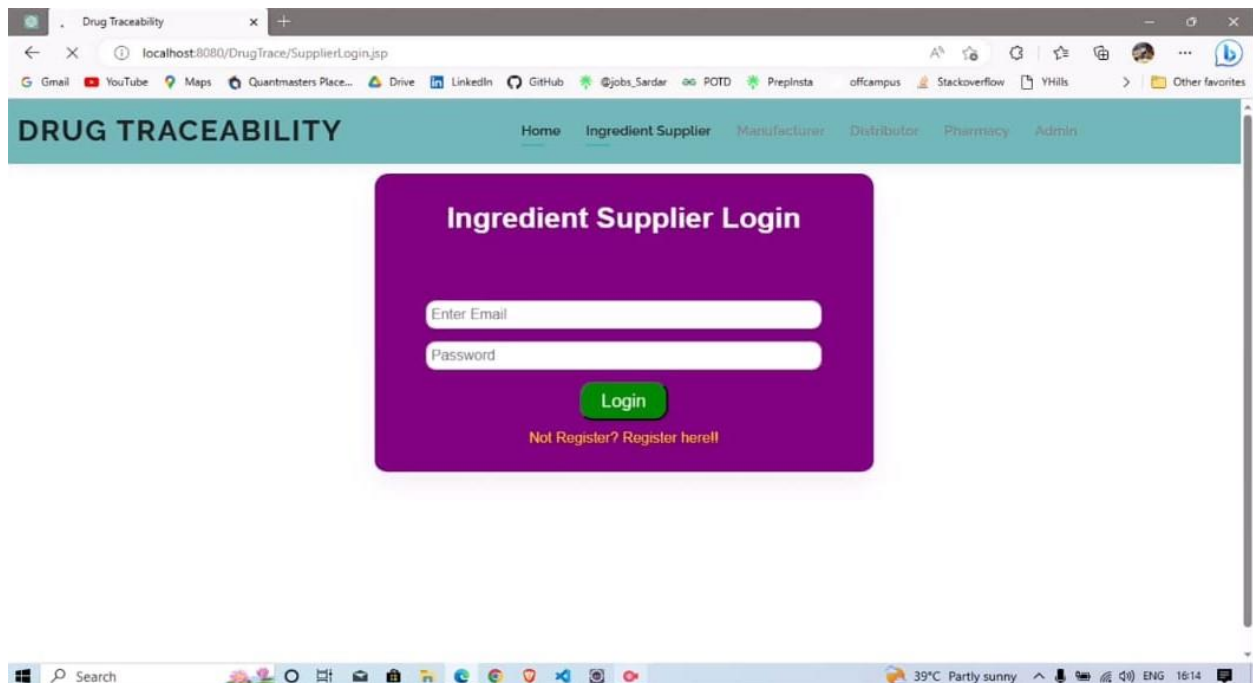 Drug Traceability
localhost:8080/DrugTrace/SupplierLogin.jsp
Gmail YouTube Maps Quantmasters Place... Drive LinkedIn GitHub @jobs_Sardar POTD PrepInsta offcampus Stackoverflow YHills Other favorites
DRUG TRACEABILITY
Home Ingredient Supplier Manufacturer Distributor Pharmacy Admin
Ingredient Supplier Login
Enter Email
Password
Login
Not Register? Register here!!
Search 39°C Partly sunny ENG 16:14